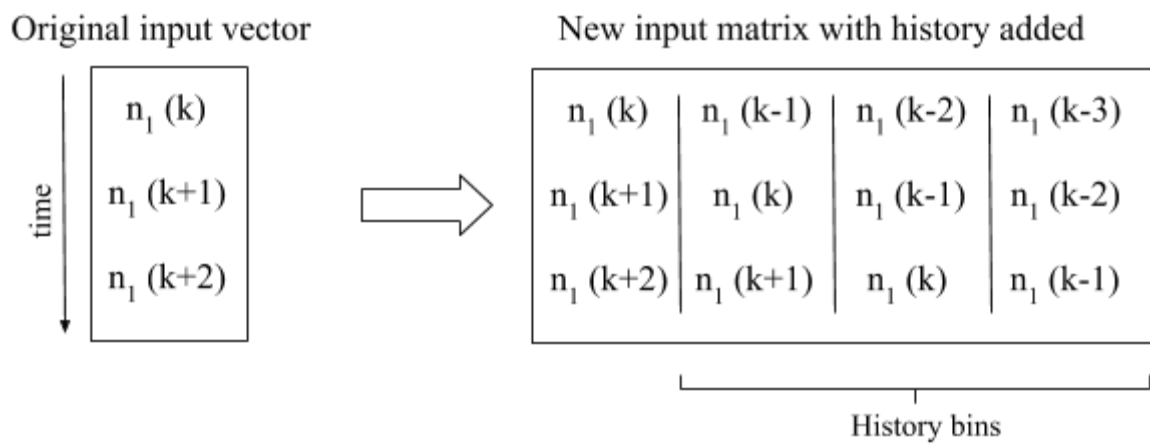 Original input vector
New input matrix with history added
time
n₁ (k)
n₁ (k+1)
n₁ (k+2)
n₁ (k) n₁ (k-1) n₁ (k-2) n₁ (k-3)
n₁ (k+1) n₁ (k) n₁ (k-1) n₁ (k-2)
n₁ (k+2) n₁ (k+1) n₁ (k) n₁ (k-1)
History bins